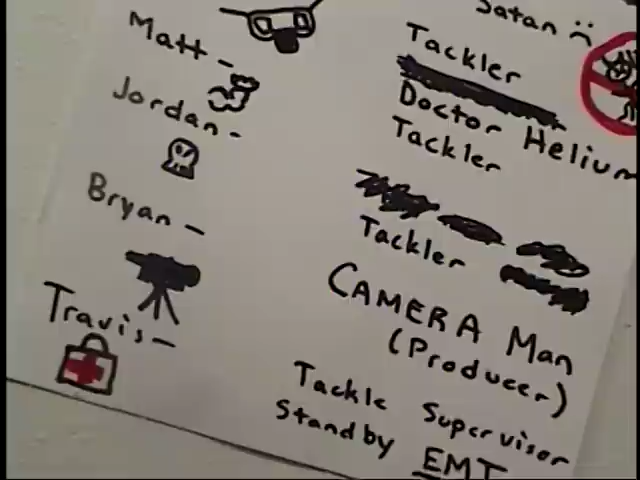 Satan :(
Tackler
Matt -
Doctor Helium
Tackler
Jordan -
Tackler
Bryan -
CAMERA Man
(Producer)
Travis -
Tackle Supervisor
Standby EMT